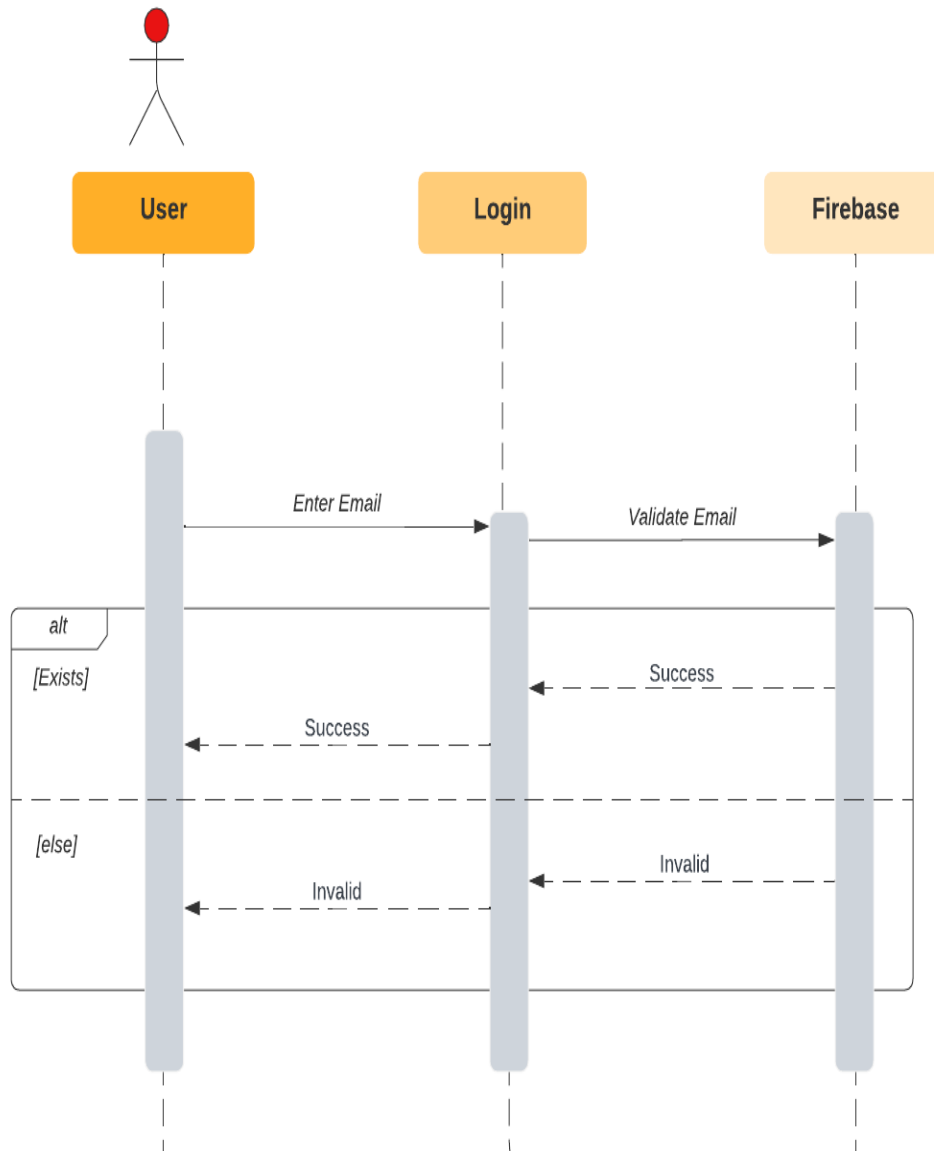 User
Login
Firebase
Enter Email
Validate Email
alt
[Exists]
Success
Success
[else]
Invalid
Invalid